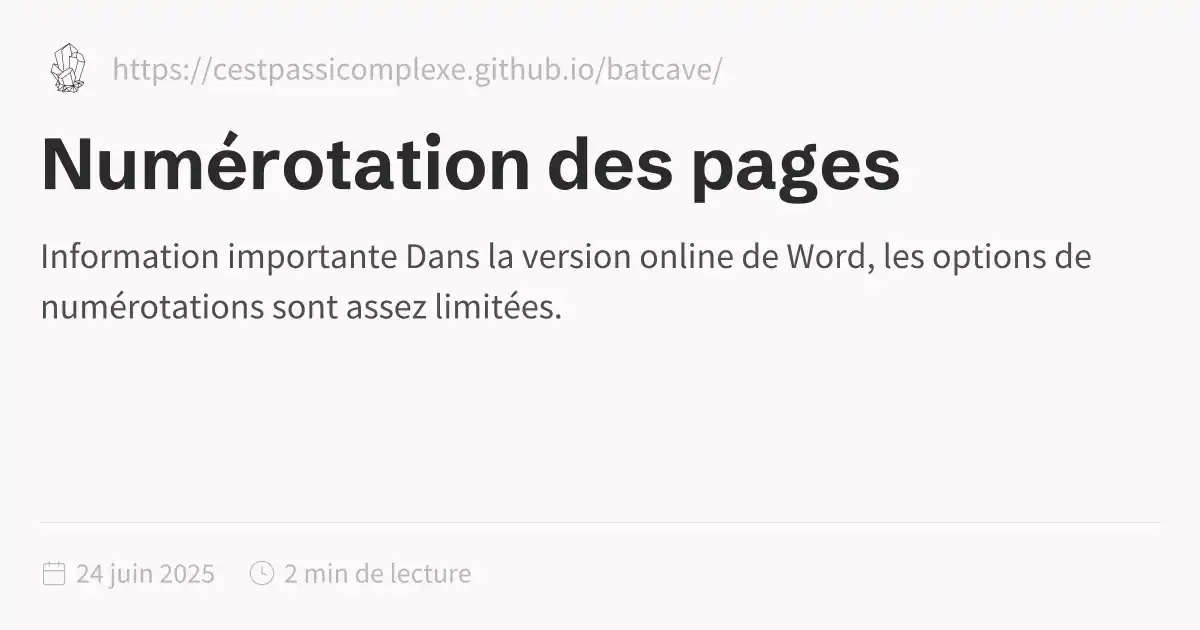 https://cestpassicomplexe.github.io/batcave/
Numérotation des pages
Information importante Dans la version online de Word, les options de
numérotations sont assez limitées.
24 juin 2025
2 min de lecture